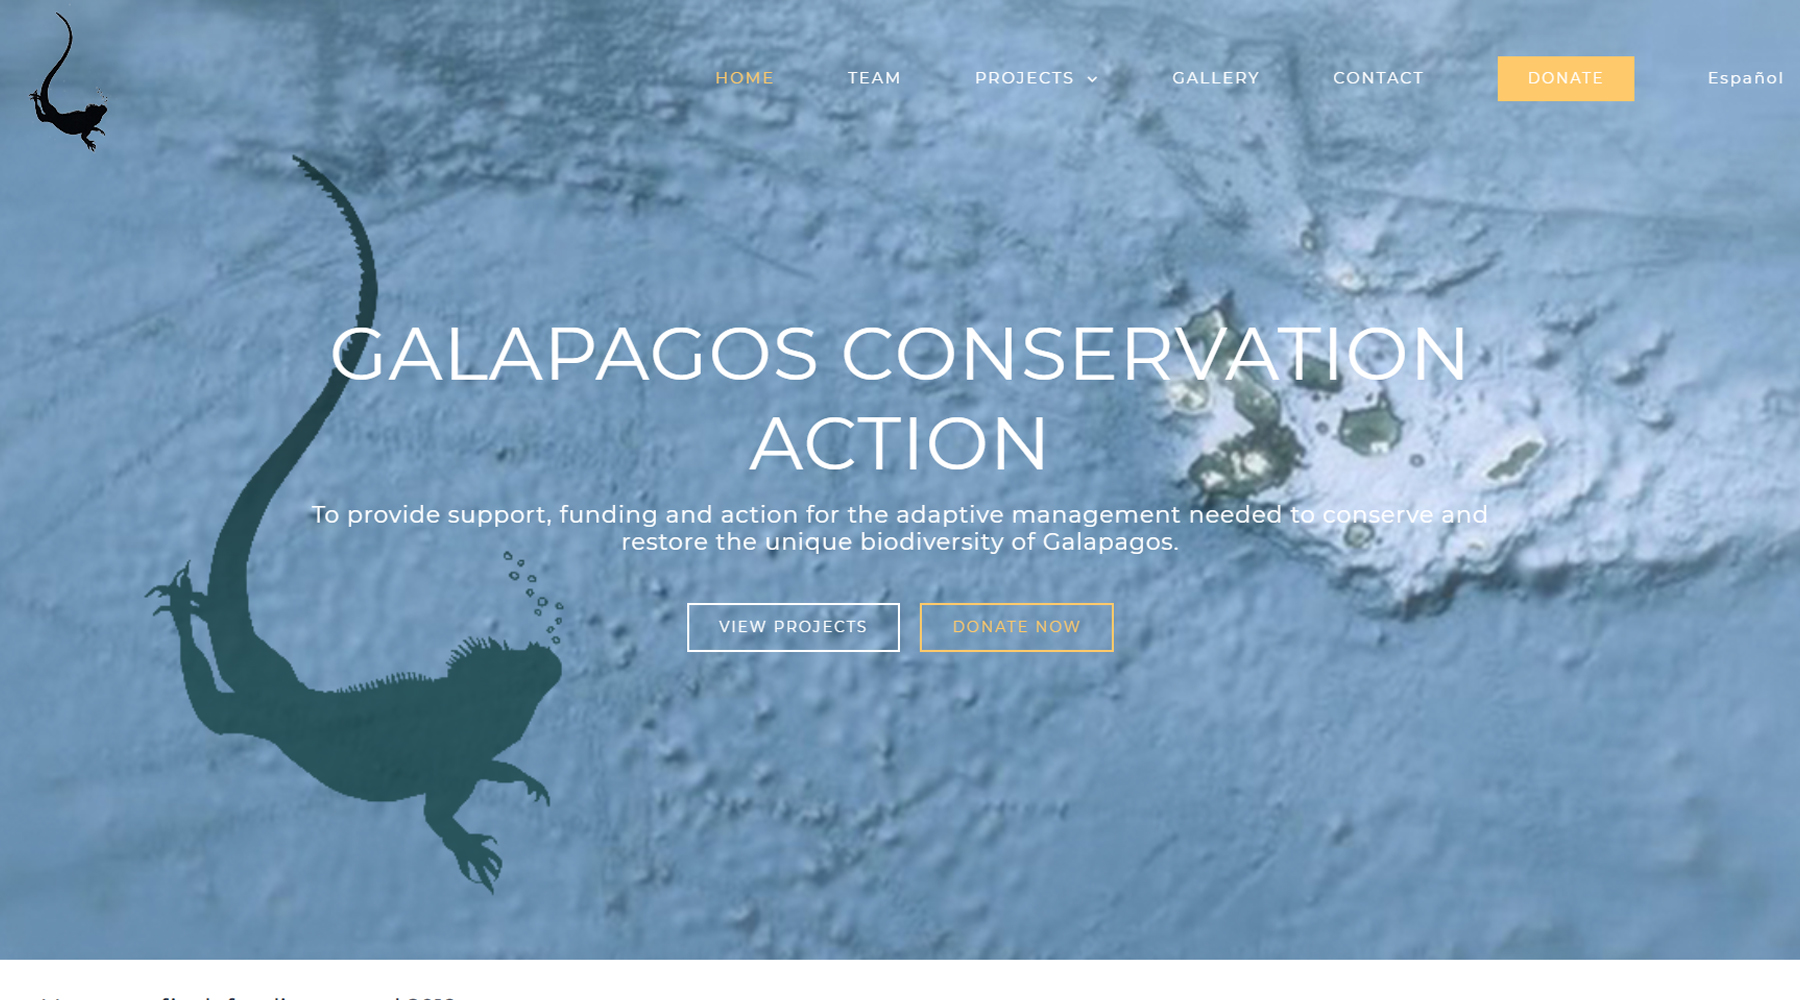 HOME TEAM PROJECTS GALLERY CONTACT DONATE Español
GALAPAGOS CONSERVATION
ACTION
To provide support, funding and action for the adaptive management needed to conserve and
restore the unique biodiversity of Galapagos.
VIEW PROJECTS DONATE NOW